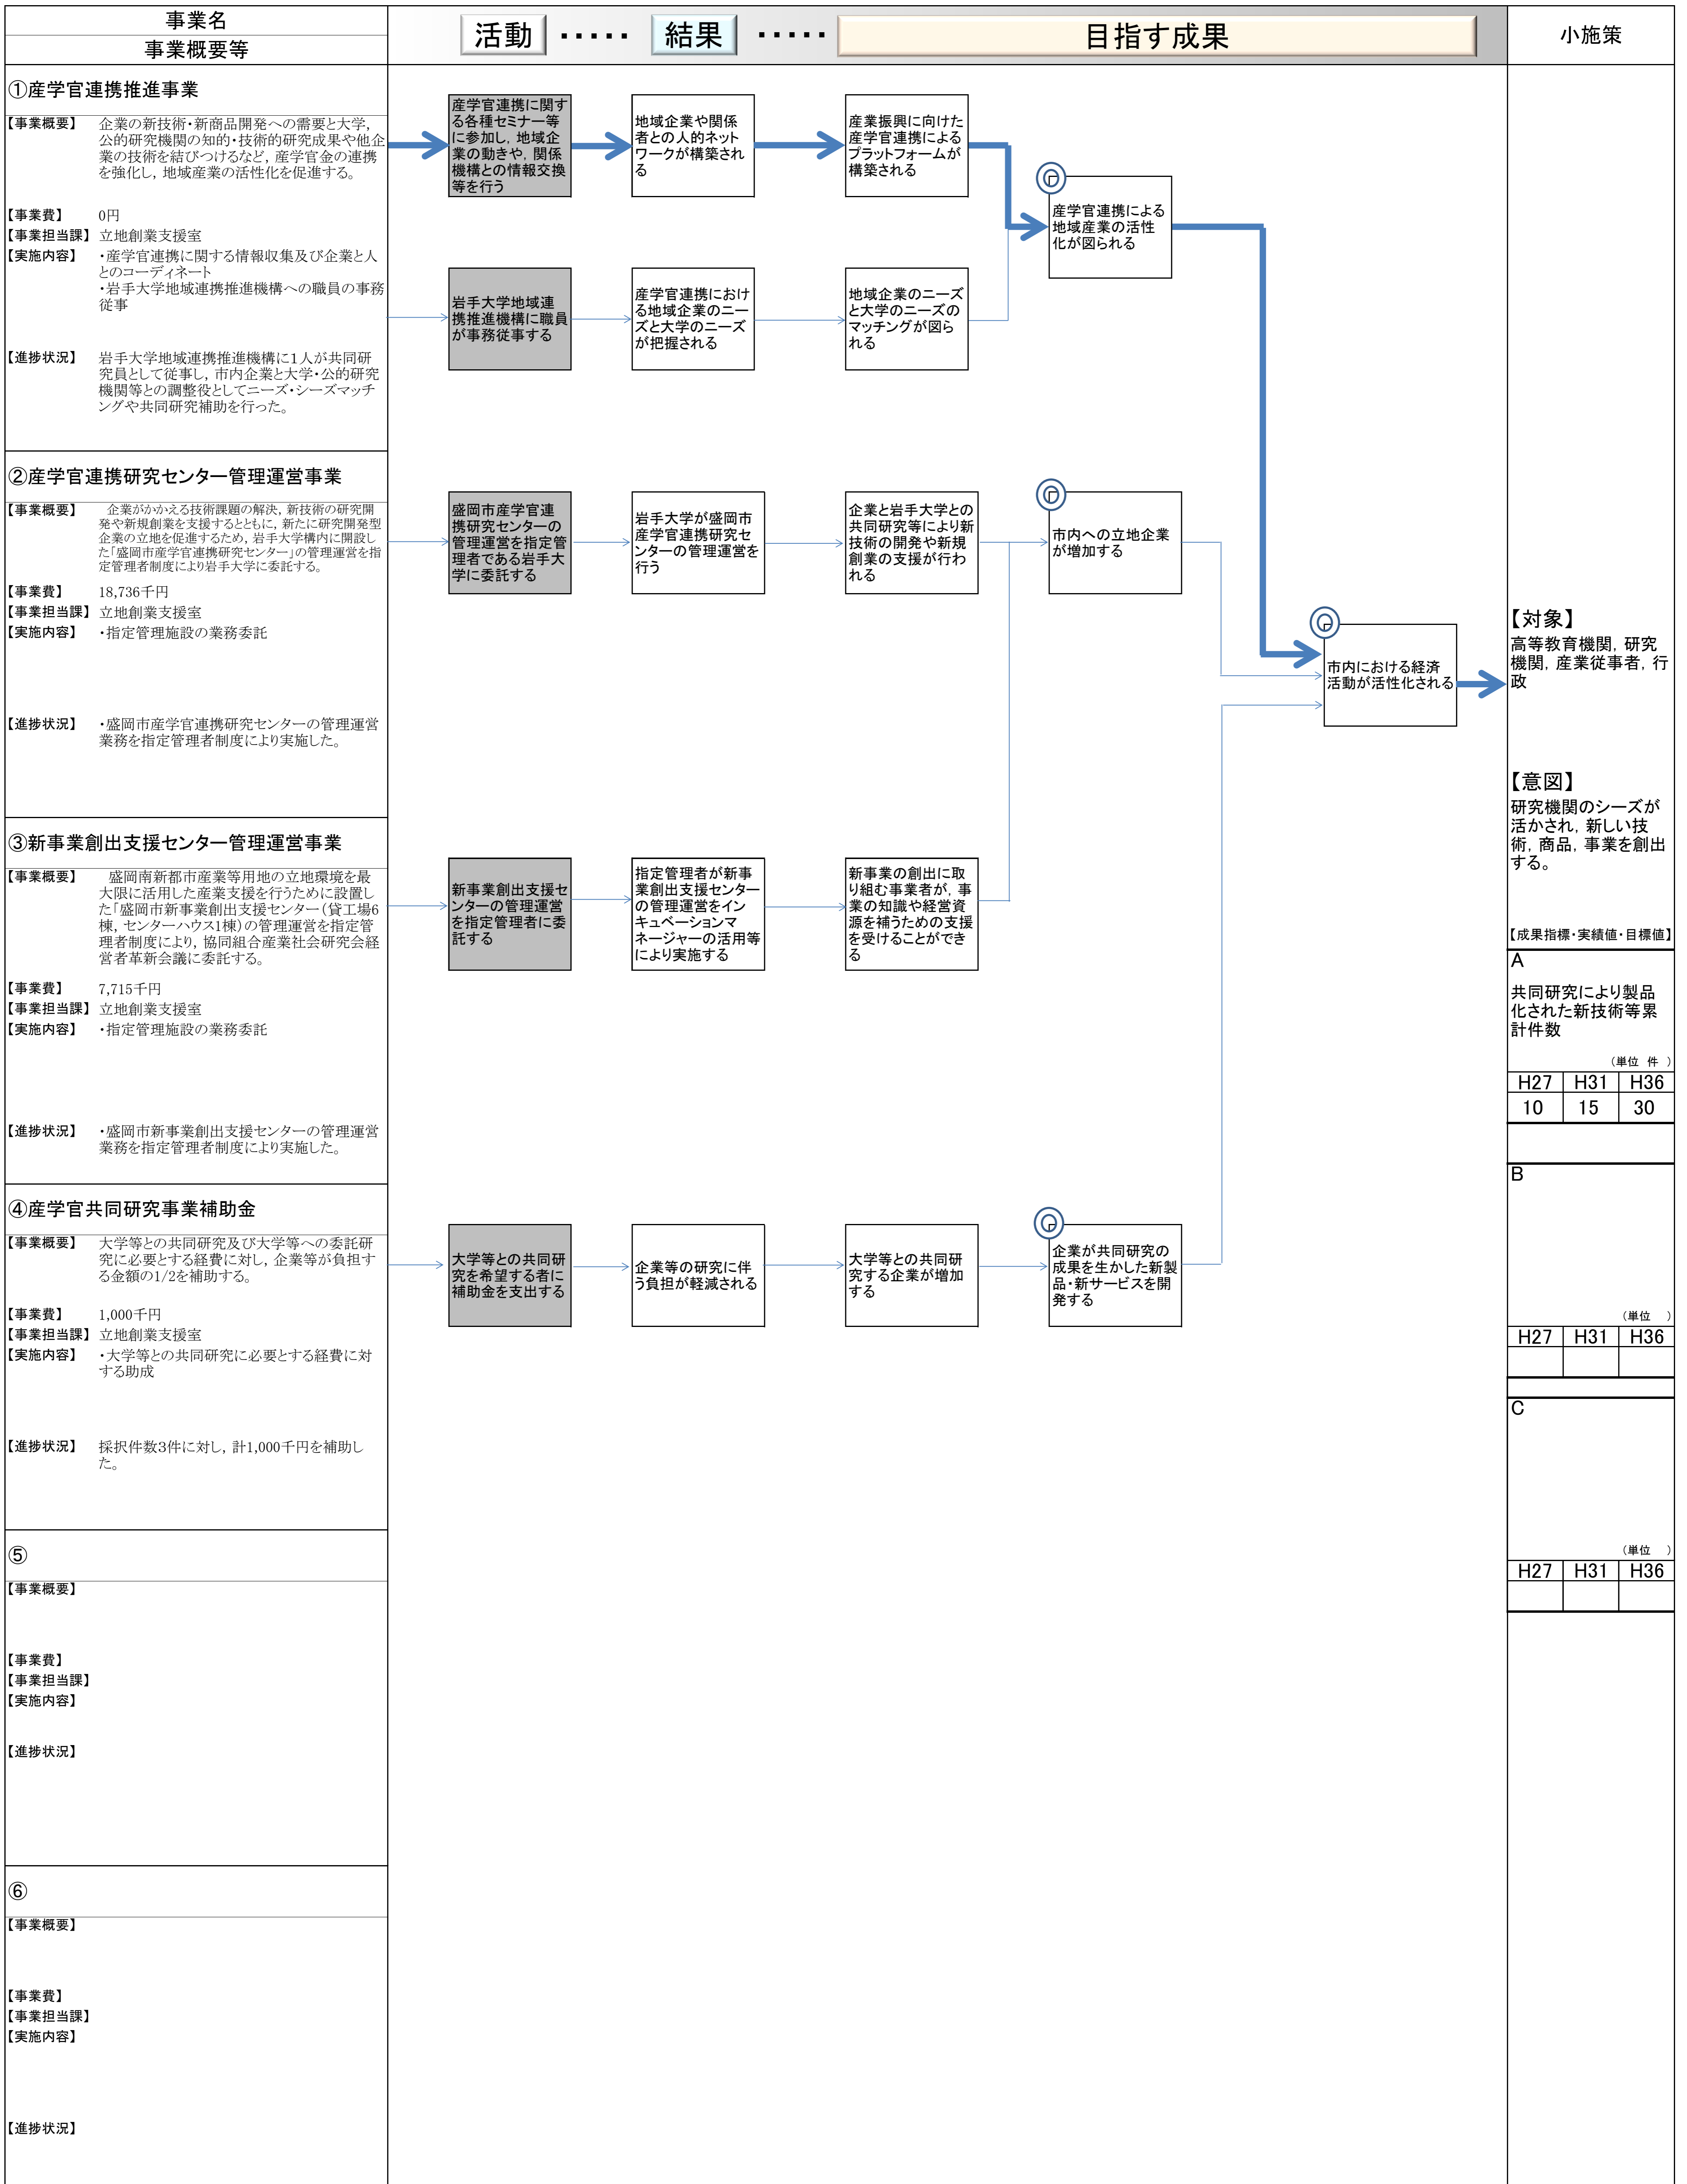 事業名
事業概要等
活動
・・・・・
結果
・・・・・
目指す成果
小施策
①産学官連携推進事業
【事業概要】
企業の新技術・新商品開発への需要と大学,
公的研究機関の知的・技術的研究成果や他企
業の技術を結びつけるなど, 産学官金の連携
を強化し, 地域産業の活性化を促進する。
【事業費】 0円
【事業担当課】 立地創業支援室
【実施内容】 ・産学官連携に関する情報収集及び企業と人
とのコーディネート
・岩手大学地域連携推進機構への職員の事務
従事
【進捗状況】 岩手大学地域連携推進機構に1人が共同研
究員として従事し, 市内企業と大学・公的研究
機関等との調整役としてニーズ・シーズマッチ
ングや共同研究補助を行った。
産学官連携に関す
る各種セミナー等
に参加し, 地域企
業の動きや, 関係
機構との情報交換
等を行う
地域企業や関係
者との人的ネット
ワークが構築され
る
産業振興に向けた
産学官連携による
プラットフォームが
構築される
産学官連携による
地域産業の活性
化が図られる
岩手大学地域連
携推進機構に職員
が事務従事する
産学官連携におけ
る地域企業のニー
ズと大学のニーズ
が把握される
地域企業のニーズ
と大学のニーズの
マッチングが図ら
れる
②産学官連携研究センター管理運営事業
【事業概要】 企業がかかえる技術課題の解決, 新技術の研究開
発や新規創業を支援するとともに, 新たに研究開発型
企業の立地を促進するため, 岩手大学構内に開設し
た「盛岡市産学官連携研究センター」の管理運営を指
定管理者制度により岩手大学に委託する。
【事業費】 18,736千円
【事業担当課】 立地創業支援室
【実施内容】 ・指定管理施設の業務委託
【進捗状況】 ・盛岡市産学官連携研究センターの管理運営
業務を指定管理者制度により実施した。
盛岡市産学官連
携研究センターの
管理運営を指定管
理者である岩手大
学に委託する
岩手大学が盛岡市
産学官連携研究セ
ンターの管理運営を
行う
企業と岩手大学との
共同研究等により新
技術の開発や新規
創業の支援が行わ
れる
市内への立地企業
が増加する
市内における経済
活動が活性化される
③新事業創出支援センター管理運営事業
【事業概要】 盛岡南新都市産業等用地の立地環境を最
大限に活用した産業支援を行うために設置し
た「盛岡市新事業創出支援センター(貸工場6
棟, センターハウス1棟)の管理運営を指定管
理者制度により, 協同組合産業社会研究会経
営者革新会議に委託する。
【事業費】 7,715千円
【事業担当課】 立地創業支援室
【実施内容】 ・指定管理施設の業務委託
【進捗状況】 ・盛岡市新事業創出支援センターの管理運営
業務を指定管理者制度により実施した。
新事業創出支援セ
ンターの管理運営
を指定管理者に委
託する
指定管理者が新事
業創出支援センター
の管理運営をイン
キュベーションマ
ネージャーの活用等
により実施する
新事業の創出に取
り組む事業者が, 事
業の知識や経営資
源を補うための支援
を受けることができ
る
④産学官共同研究事業補助金
【事業概要】 大学等との共同研究及び大学等への委託研
究に必要とする経費に対し, 企業等が負担す
る金額の1/2を補助する。
【事業費】 1,000千円
【事業担当課】 立地創業支援室
【実施内容】 ・大学等との共同研究に必要とする経費に対
する助成
【進捗状況】 採択件数3件に対し, 計1,000千円を補助し
た。
大学等との共同研
究を希望する者に
補助金を支出する
企業等の研究に伴
う負担が軽減される
大学等との共同研
究する企業が増加
する
企業が共同研究の
成果を生かした新製
品・新サービスを開
発する
⑤
【事業概要】
【事業費】
【事業担当課】
【実施内容】
【進捗状況】
⑥
【事業概要】
【事業費】
【事業担当課】
【実施内容】
【進捗状況】
【対象】
高等教育機関, 研究
機関, 産業従事者, 行
政
【意図】
研究機関のシーズが
活かされ, 新しい技
術, 商品, 事業を創出
する。
【成果指標・実績値・目標値】
A
共同研究により製品
化された新技術等累
計件数
(単位 件 )
H27 H31 H36
10 15 30
B
(単位 )
H27 H31 H36
C
(単位 )
H27 H31 H36